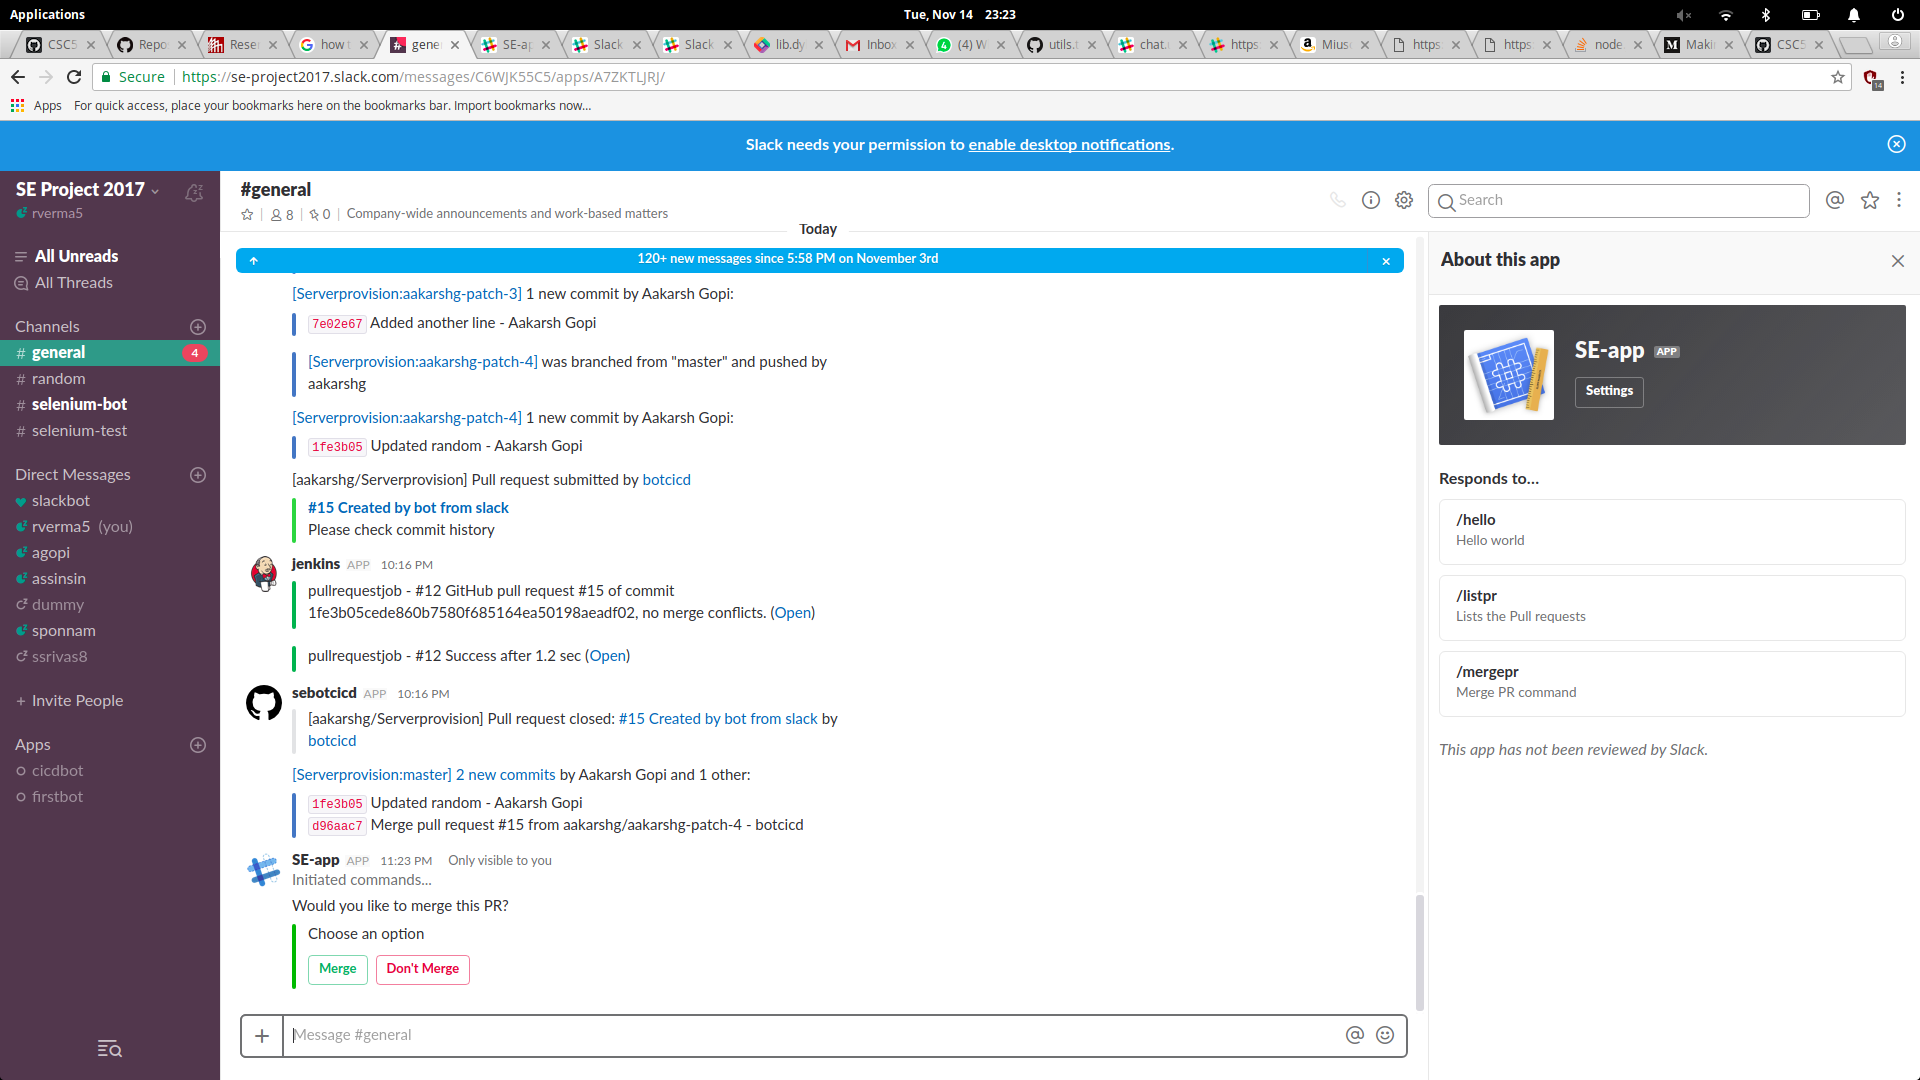 Applications
Tue, Nov 14 23:23
CSC5
Repo
Reser
how t
gene
SE-ap
Slack
Slack
lib.dy
Inbox
(4) W
utils.
chat.
https
Mius
https
https:
node
Maki
CSC5
Secure
https://se-project2017.slack.com/messages/C6WJK55C5/apps/A7ZKTLJRJ/
14
Apps
For quick access, place your bookmarks here on the bookmarks bar. Import bookmarks now...
Slack needs your permission to enable desktop notifications.
SE Project 2017
rverma5
All Unreads
All Threads
Channels
# general 4
# random
# selenium-bot
# selenium-test
Direct Messages
slackbot
rverma5 (you)
agopi
assinsin
dummy
sponnam
ssrivas8
+ Invite People
Apps
cicdbot
firstbot
#general
8
0
Company-wide announcements and work-based matters
Search
Today
120+ new messages since 5:58 PM on November 3rd
[Serverprovision:aakarshg-patch-3] 1 new commit by Aakarsh Gopi:
7e02e67 Added another line - Aakarsh Gopi
[Serverprovision:aakarshg-patch-4] was branched from "master" and pushed by
aakarshg
[Serverprovision:aakarshg-patch-4] 1 new commit by Aakarsh Gopi:
1fe3b05 Updated random - Aakarsh Gopi
[aakarshg/Serverprovision] Pull request submitted by botcicd
#15 Created by bot from slack
Please check commit history
jenkins APP 10:16 PM
pullrequestjob - #12 GitHub pull request #15 of commit
1fe3b05cede860b7580f685164ea50198aeadf02, no merge conflicts. (Open)
pullrequestjob - #12 Success after 1.2 sec (Open)
sebotcicd APP 10:16 PM
[aakarshg/Serverprovision] Pull request closed: #15 Created by bot from slack by
botcicd
[Serverprovision:master] 2 new commits by Aakarsh Gopi and 1 other:
1fe3b05 Updated random - Aakarsh Gopi
d96aac7 Merge pull request #15 from aakarshg/aakarshg-patch-4 - botcicd
SE-app APP 11:23 PM Only visible to you
Initiated commands...
Would you like to merge this PR?
Choose an option
Merge
Don't Merge
Message #general
About this app
SE-app APP
Settings
Responds to...
/hello
Hello world
/listpr
Lists the Pull requests
/mergepr
Merge PR command
This app has not been reviewed by Slack.